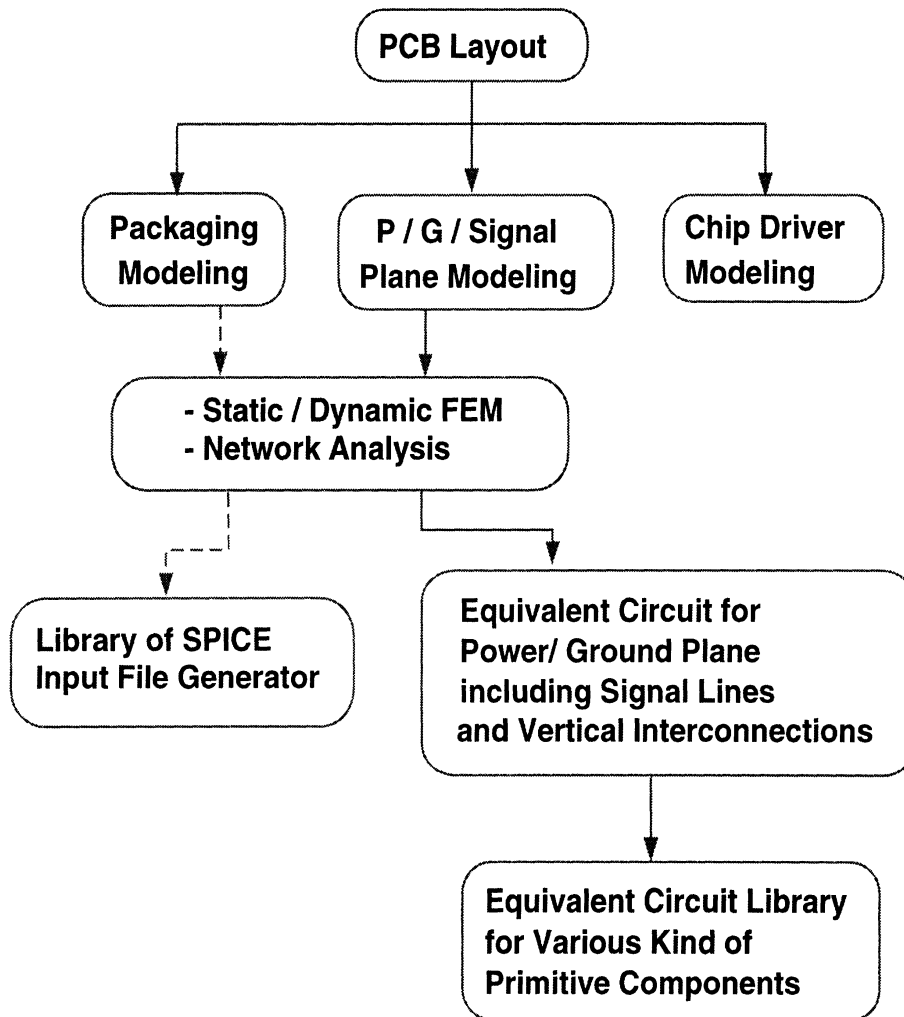 PCB Layout
Packaging
Modeling
P / G / Signal
Plane Modeling
Chip Driver
Modeling
- Static / Dynamic FEM
- Network Analysis
Library of SPICE
Input File Generator
Equivalent Circuit for
Power/ Ground Plane
including Signal Lines
and Vertical Interconnections
Equivalent Circuit Library
for Various Kind of
Primitive Components